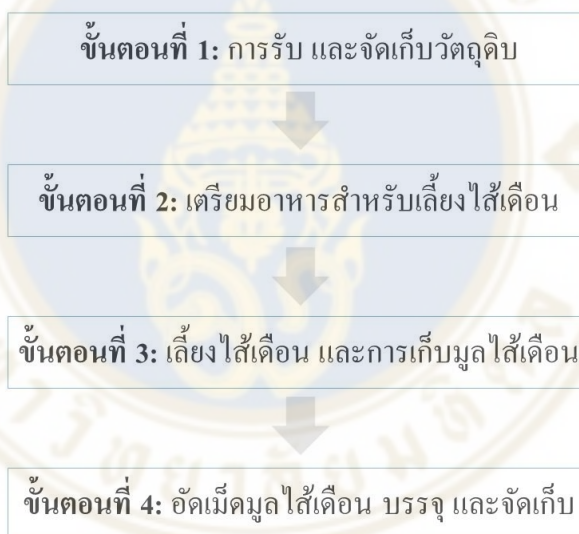 ขั้นตอนที่ 1: การรับ และจัดเก็บวัตถุดิบ
ขั้นตอนที่ 2: เตรียมอาหารสำหรับเลี้ยงไส้เดือน
ขั้นตอนที่ 3: เลี้ยงไส้เดือน และการเก็บมูลไส้เดือน
ขั้นตอนที่ 4: อัดเม็ดมูลไส้เดือน บรรจุ และจัดเก็บ